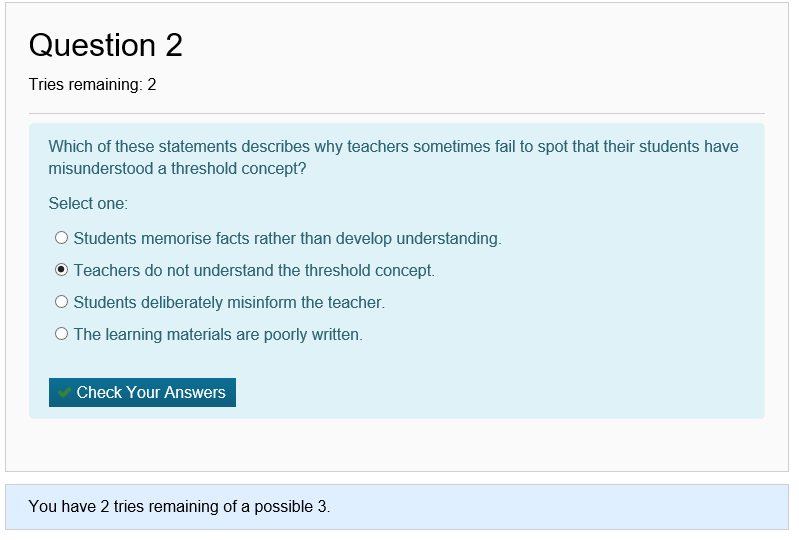 Question 2
Tries remaining: 2
Which of these statements describes why teachers sometimes fail to spot that their students have
misunderstood a threshold concept?
Select one:
Students memorise facts rather than develop understanding.
Teachers do not understand the threshold concept.
Students deliberately misinform the teacher.
The learning materials are poorly written.
Check Your Answers
You have 2 tries remaining of a possible 3.